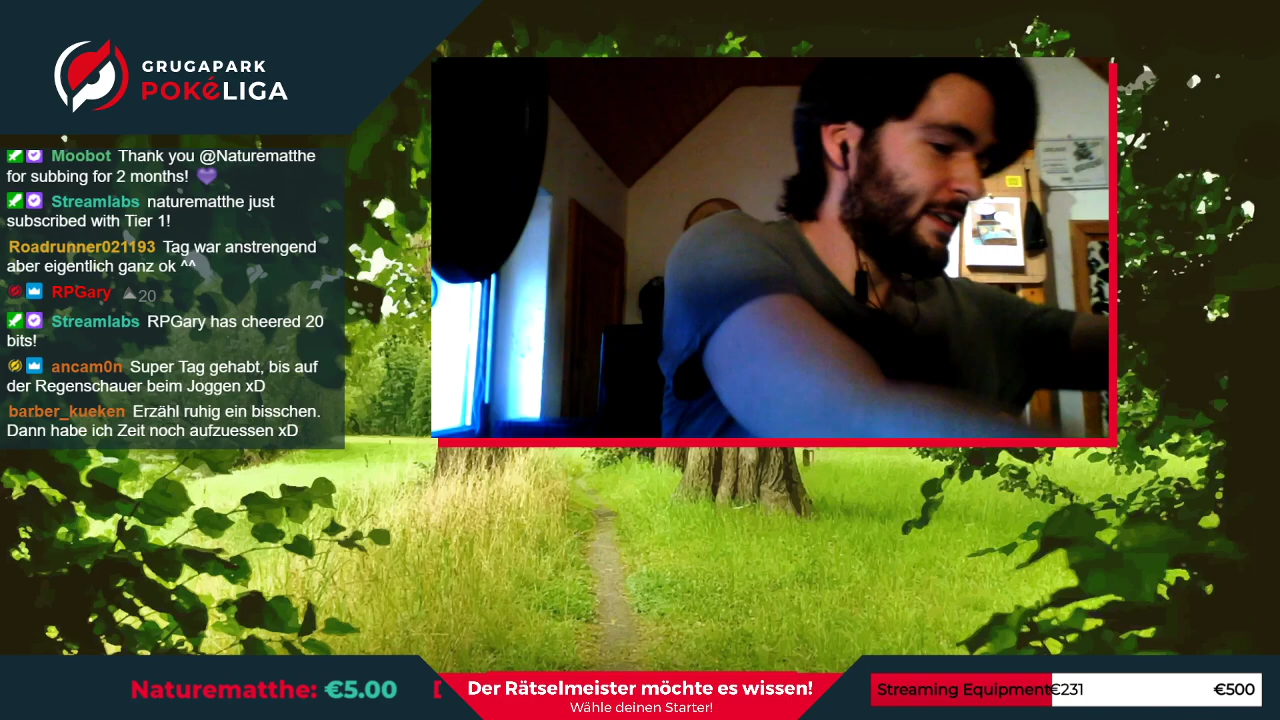 GRUGAPARK
POKéLIGA
Moobot Thank you @Naturematthe
for subbing for 2 months! 💜
Streamlabs naturematthe just
subscribed with Tier 1!
Roadrunner021193 Tag war anstrengend
aber eigentlich ganz ok ^^
RPGary 20
Streamlabs RPGary has cheered 20
bits!
ancam0n Super Tag gehabt, bis auf
der Regenschauer beim Joggen xD
barber_kueken Erzähl ruhig ein bisschen.
Dann habe ich Zeit noch aufzuessen xD
Naturematthe: €5.00
Der Rätselmeister möchte es wissen!
Wähle deinen Starter!
Streaming Equipment €231 €500